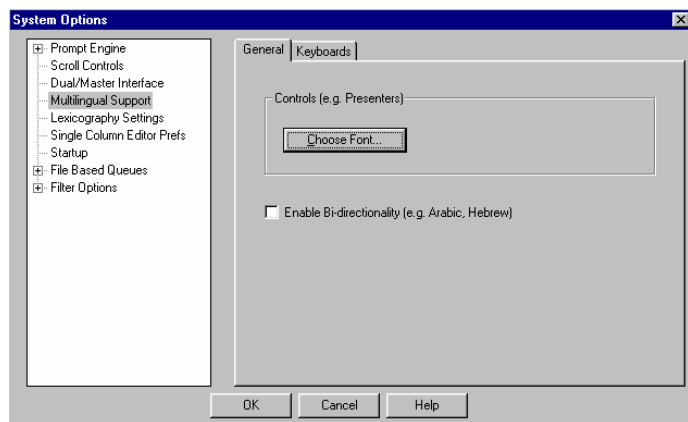 System Options
Prompt Engine
Scroll Controls
Dual/Master Interface
Multilingual Support
Lexicography Settings
Single Column Editor Prefs
Startup
File Based Queues
Filter Options
General
Keyboards
Controls (e.g. Presenters)
Choose Font...
Enable Bi-directionality (e.g. Arabic, Hebrew)
OK
Cancel
Help